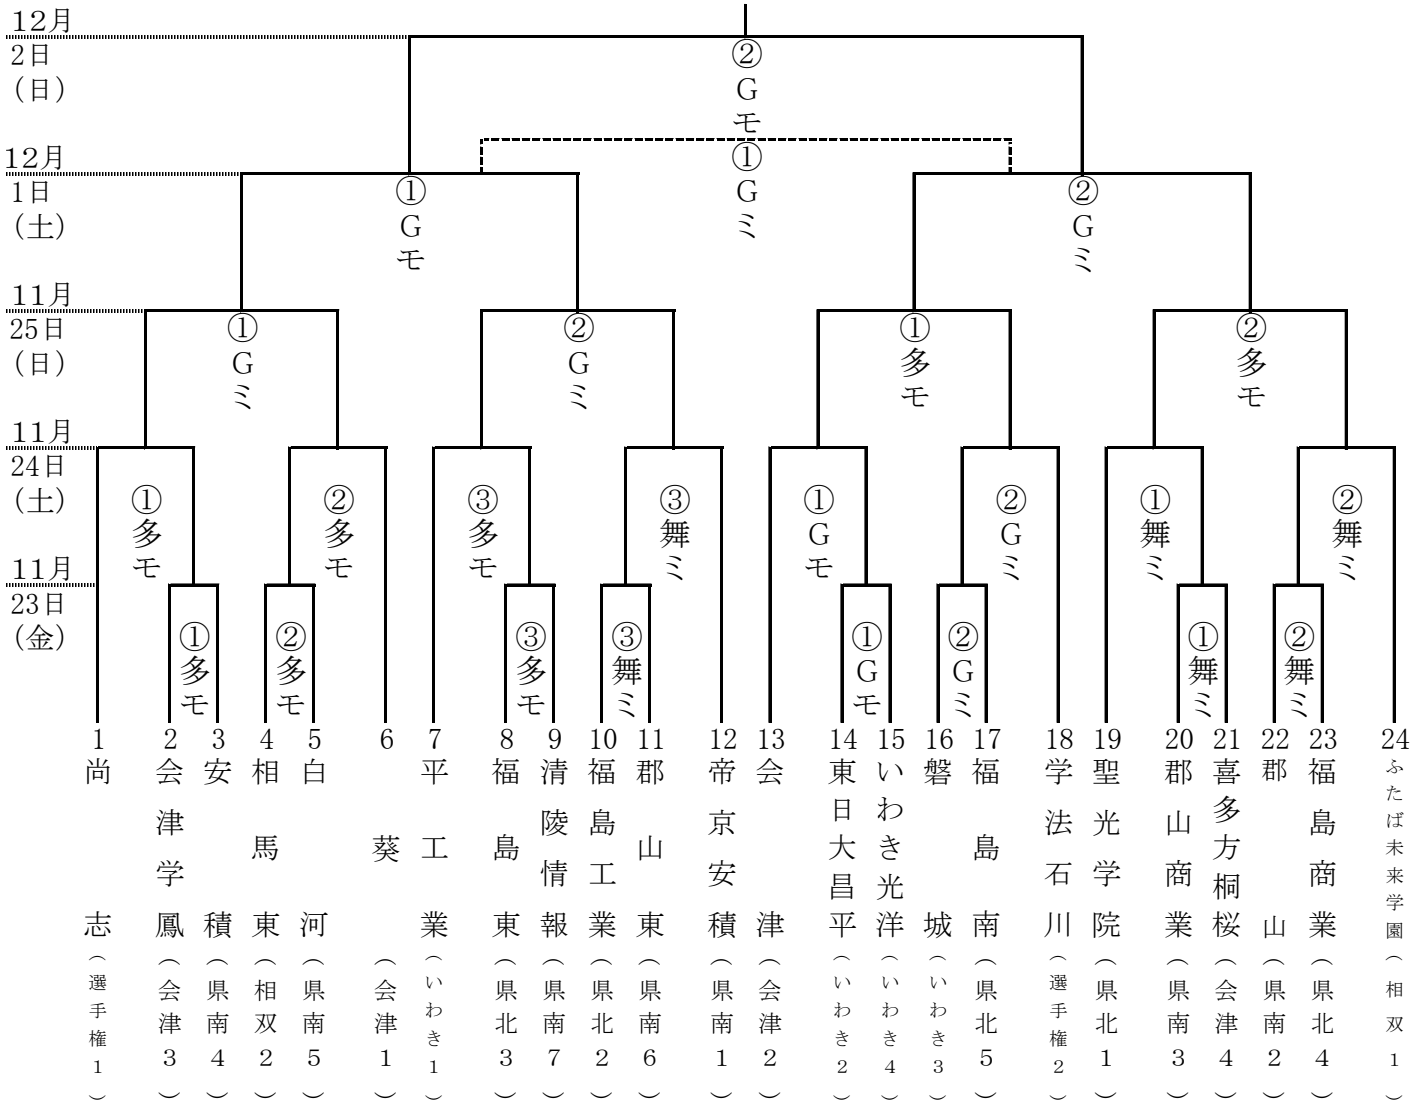 12月
2日
（日）
②Gモ
①Gミ
12月
1日
（土）
①Gモ
②Gミ
11月
25日
（日）
①Gミ
②Gミ
①多モ
②多モ
11月
24日
（土）
①多モ
②多モ
③多モ
③舞ミ
①Gモ
②Gミ
①舞ミ
②舞ミ
11月
23日
（金）
①多モ
②多モ
③多モ
③舞ミ
①Gモ
②Gミ
①舞ミ
②舞ミ
1 尚志（選手権1）
2 会津学鳳（会津3）
3 安積（県南4）
4 相馬東（相双2）
5 白河（県南5）
6 葵（会津1）
7 平工業（いわき1）
8 福島東（県北3）
9 清陵情報（県南7）
10 福島工業（県北2）
11 郡山東（県南6）
12 帝京安積（県南1）
13 会津（会津2）
14 東日大昌平（いわき2）
15 いわき光洋（いわき4）
16 磐城（いわき3）
17 福島南（県北5）
18 学法石川（選手権2）
19 聖光学院（県北1）
20 郡山商業（県南3）
21 喜多方桐桜（会津4）
22 郡山（県南2）
23 福島商業（県北4）
24 ふたば未来学園（相双1）